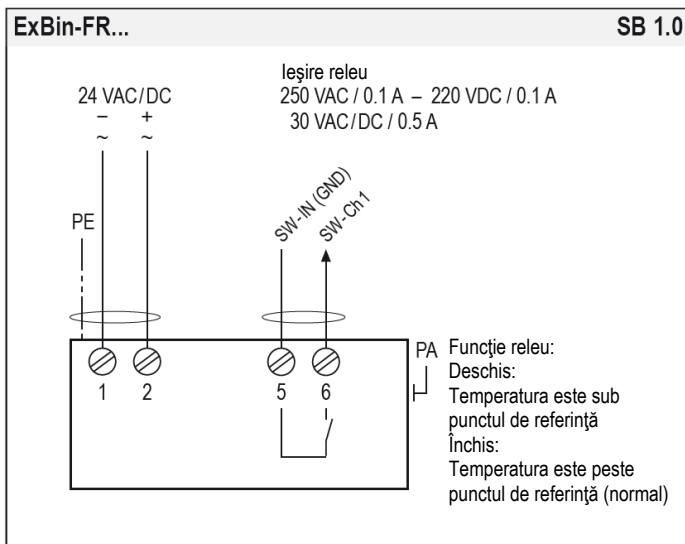 ExBin-FR... SB 1.0
Ieşire releu
24 VAC/DC 250 VAC / 0.1 A – 220 VDC / 0.1 A
– + 30 VAC/DC / 0.5 A
~ ~
SW-IN (GND)
SW-Ch1
PE
PA
1 2 5 6
Funcţie releu:
Deschis:
Temperatura este sub
punctul de referinţă
Închis:
Temperatura este peste
punctul de referinţă (normal)